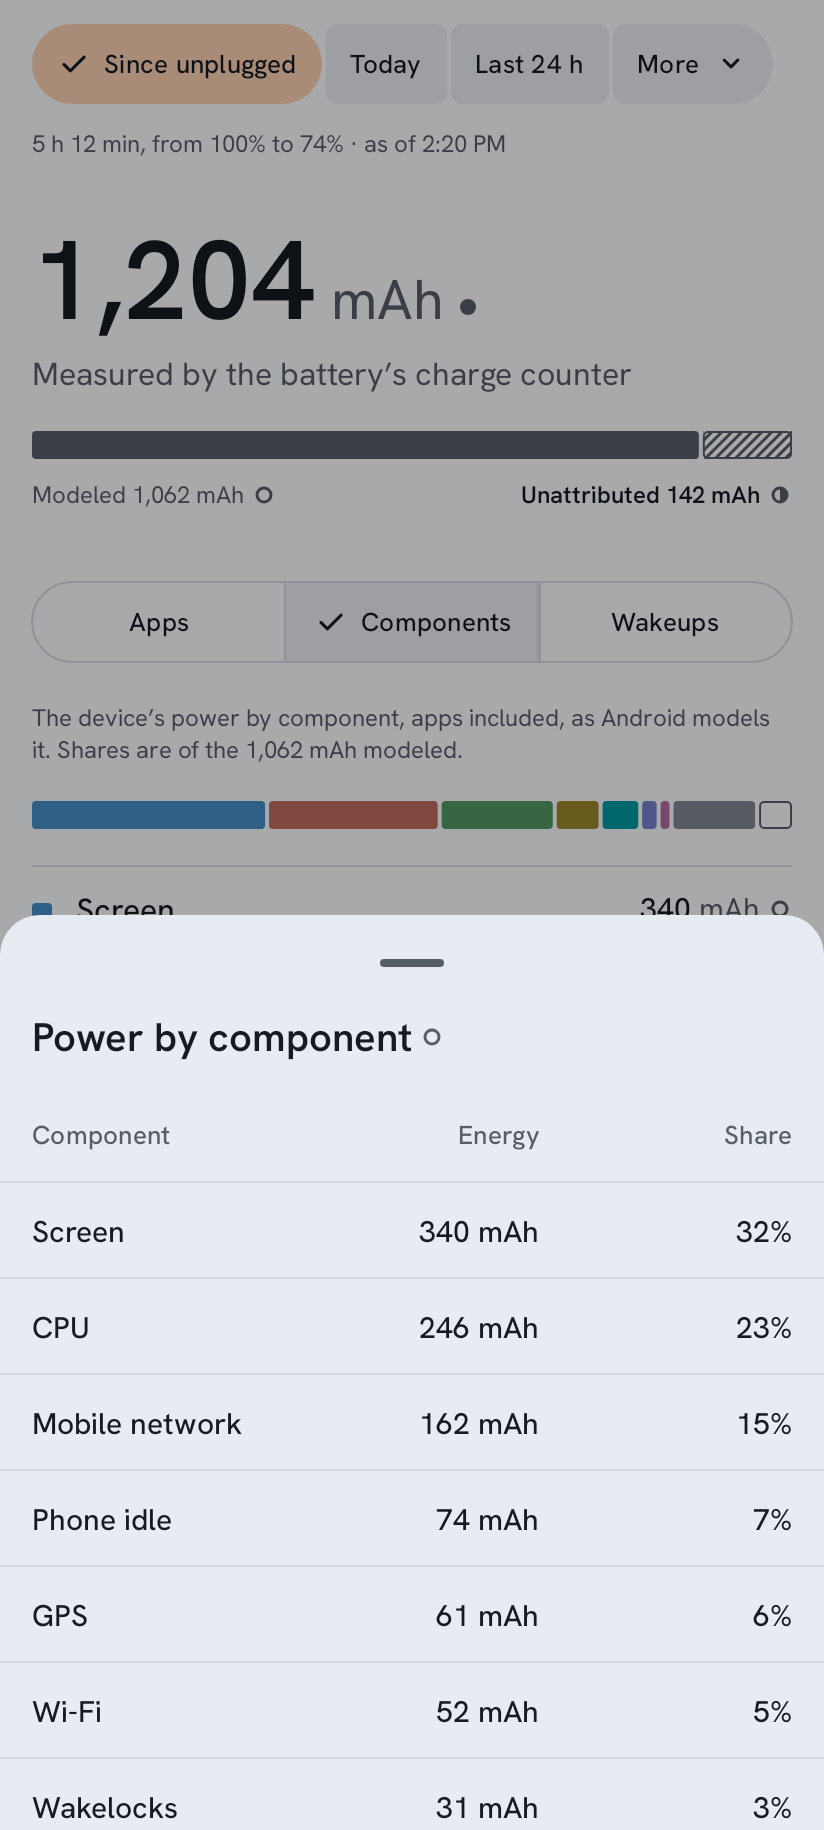 Since unplugged
Today
Last 24 h
More
5 h 12 min, from 100% to 74% · as of 2:20 PM
1,204 mAh
Measured by the battery’s charge counter
Modeled 1,062 mAh
Unattributed 142 mAh
Apps
Components
Wakeups
The device’s power by component, apps included, as Android models
it. Shares are of the 1,062 mAh modeled.
Screen 340 mAh
Power by component
Component Energy Share
Screen 340 mAh 32%
CPU 246 mAh 23%
Mobile network 162 mAh 15%
Phone idle 74 mAh 7%
GPS 61 mAh 6%
Wi-Fi 52 mAh 5%
Wakelocks 31 mAh 3%